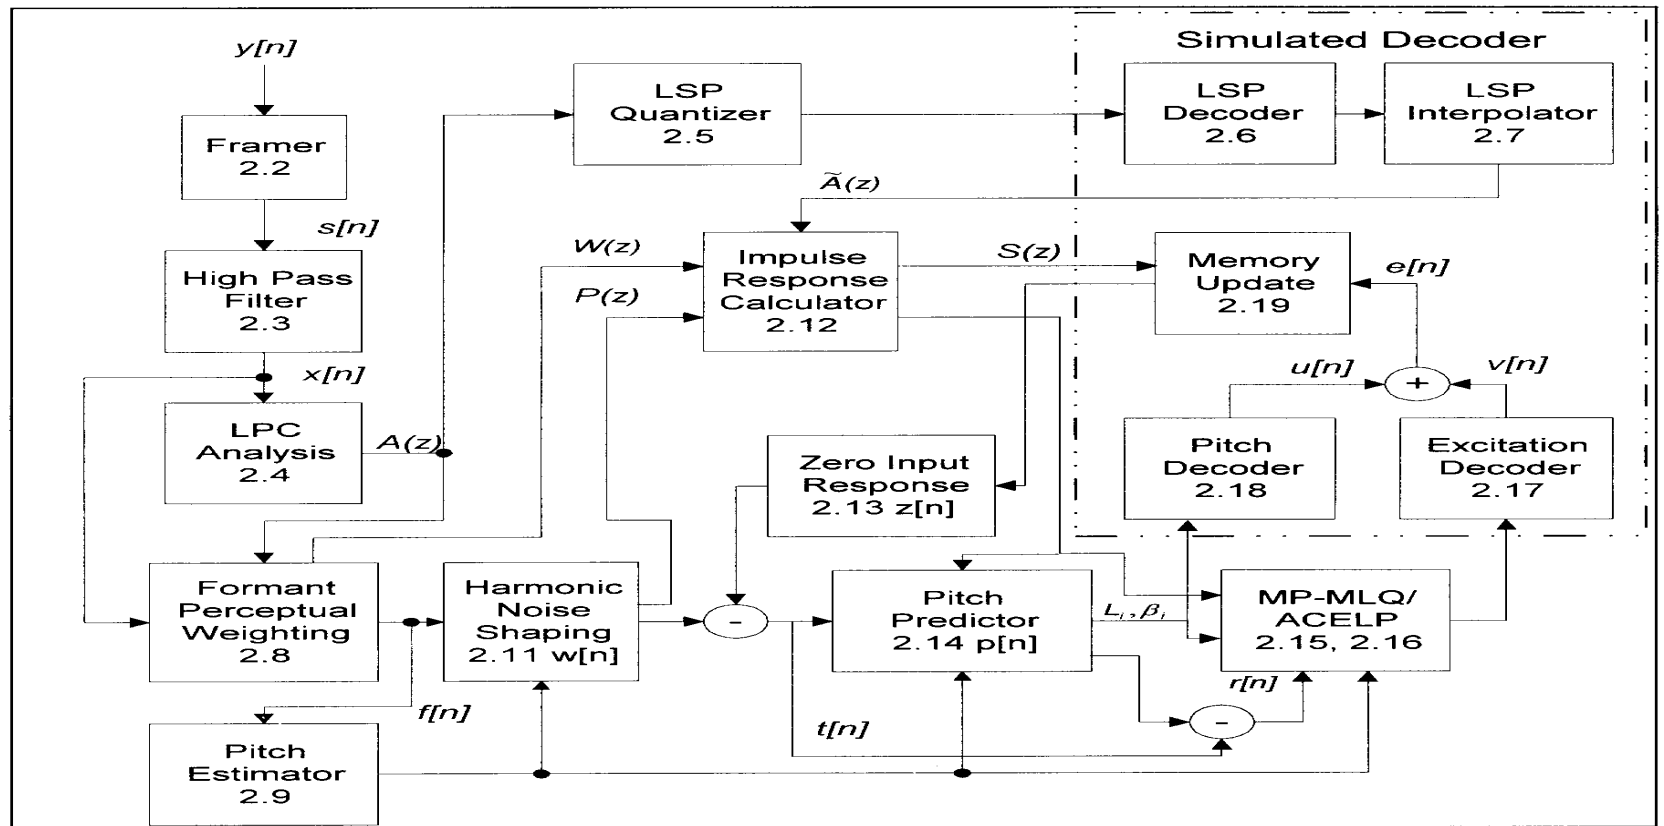 Simulated Decoder
y[n]
LSP
Quantizer
2.5
LSP
Decoder
2.6
LSP
Interpolator
2.7
Framer
2.2
Ã(z)
s[n]
W(z)
P(z)
Impulse
Response
Calculator
2.12
S(z)
Memory
Update
2.19
e[n]
High Pass
Filter
2.3
x[n]
u[n]
+
v[n]
LPC
Analysis
2.4
A(z)
Zero Input
Response
2.13 z[n]
Pitch
Decoder
2.18
Excitation
Decoder
2.17
Formant
Perceptual
Weighting
2.8
Harmonic
Noise
Shaping
2.11 w[n]
-
Pitch
Predictor
2.14 p[n]
Lᵢ,βᵢ
MP-MLQ/
ACELP
2.15, 2.16
r[n]
f[n]
t[n]
-
Pitch
Estimator
2.9